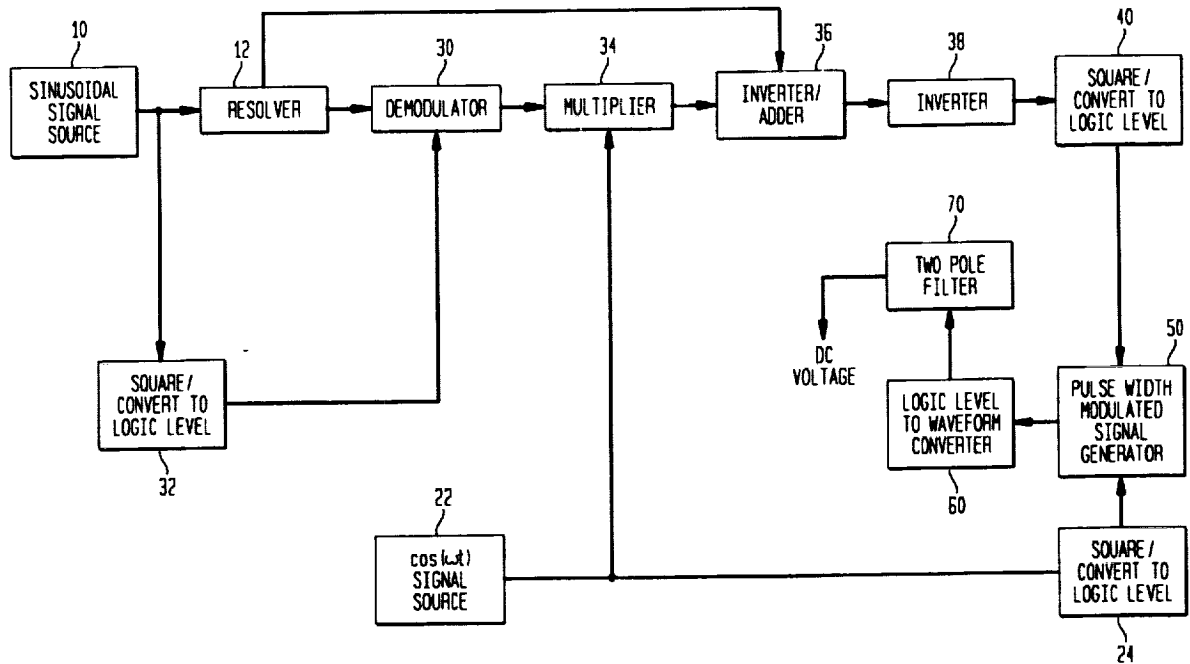 10
SINUSOIDAL
SIGNAL
SOURCE
12
RESOLVER
30
DEMODULATOR
34
MULTIPLIER
36
INVERTER/
ADDER
38
INVERTER
40
SQUARE/
CONVERT TO
LOGIC LEVEL
70
TWO POLE
FILTER
DC
VOLTAGE
50
PULSE WIDTH
MODULATED
SIGNAL
GENERATOR
LOGIC LEVEL
TO WAVEFORM
CONVERTER
60
SQUARE/
CONVERT TO
LOGIC LEVEL
32
22
cos(ωt)
SIGNAL
SOURCE
SQUARE/
CONVERT TO
LOGIC LEVEL
24